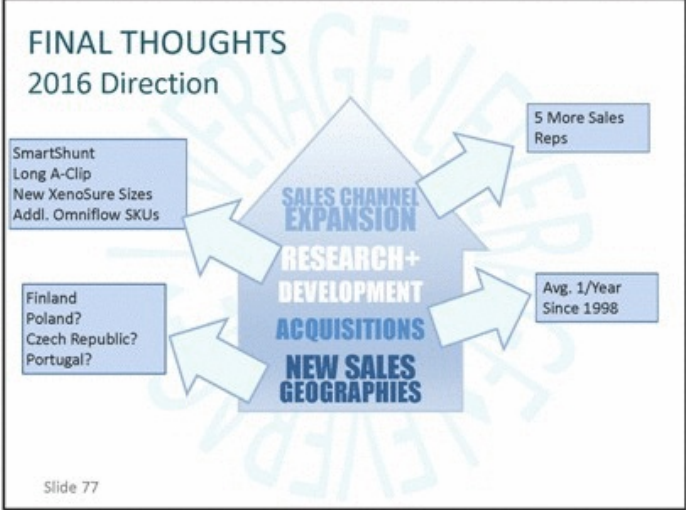 FINAL THOUGHTS
2016 Direction
5 More Sales
Reps
SmartShunt
Long A-Clip
New XenoSure Sizes
Addl. Omniflow SKUs
SALES CHANNEL
EXPANSION
RESEARCH+
DEVELOPMENT
ACQUISITIONS
NEW SALES
GEOGRAPHIES
Avg. 1/Year
Since 1998
Finland
Poland?
Czech Republic?
Portugal?
Slide 77